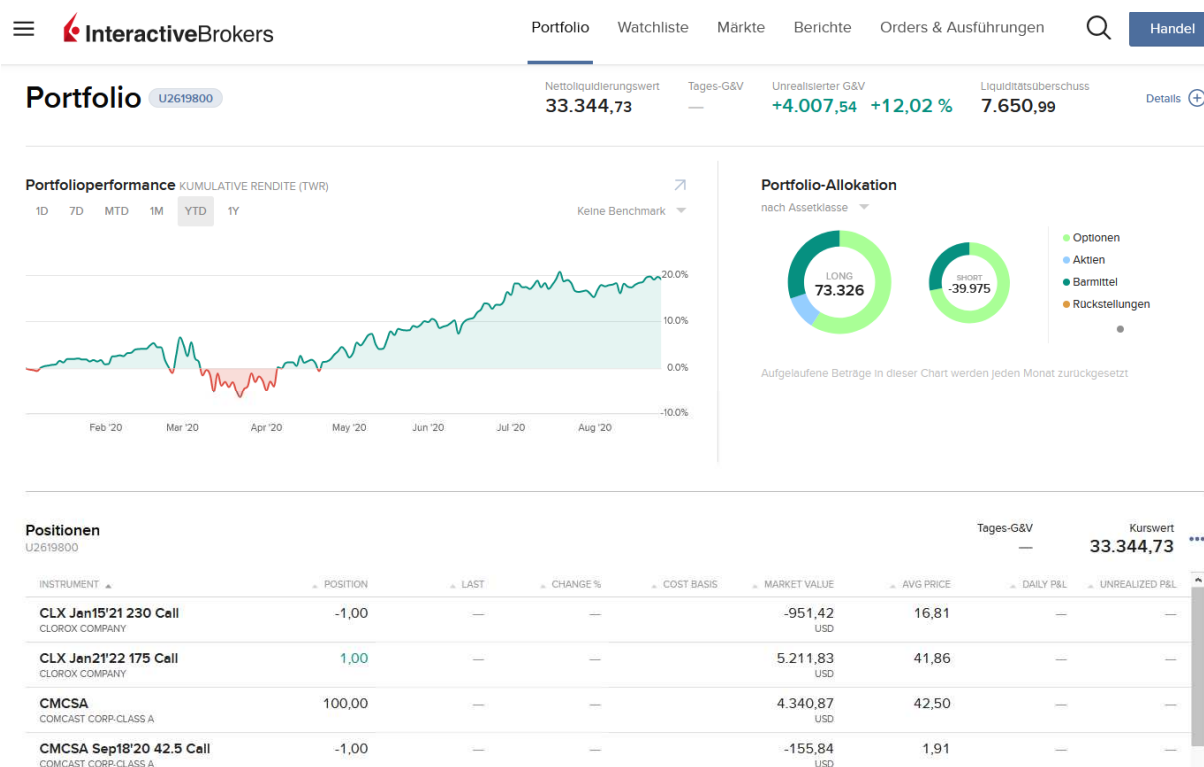 InteractiveBrokers
Portfolio Watchliste Märkte Berichte Orders & Ausführungen Handel
Portfolio U2619800
Nettoliquidierungswert Tages-G&V Unrealisierter G&V Liquiditätsüberschuss
33.344,73 — +4.007,54 +12,02 % 7.650,99 Details
Portfolioperformance KUMULATIVE RENDITE (TWR)
1D 7D MTD 1M YTD 1Y
Keine Benchmark
20.0%
10.0%
0.0%
-10.0%
Feb '20 Mar '20 Apr '20 May '20 Jun '20 Jul '20 Aug '20
Portfolio-Allokation
nach Assetklasse
LONG
73.326
SHORT
-39.975
Optionen
Aktien
Barmittel
Rückstellungen
Aufgelaufene Beträge in dieser Chart werden jeden Monat zurückgesetzt
Positionen
U2619800
Tages-G&V Kurswert
— 33.344,73
INSTRUMENT POSITION LAST CHANGE % COST BASIS MARKET VALUE AVG PRICE DAILY P&L UNREALIZED P&L
CLX Jan15'21 230 Call -1,00 — — -951,42 16,81 — —
CLOROX COMPANY USD
CLX Jan21'22 175 Call 1,00 — — 5.211,83 41,86 — —
CLOROX COMPANY USD
CMCSA 100,00 — — 4.340,87 42,50 — —
COMCAST CORP-CLASS A USD
CMCSA Sep18'20 42.5 Call -1,00 — — -155,84 1,91 — —
COMCAST CORP-CLASS A USD